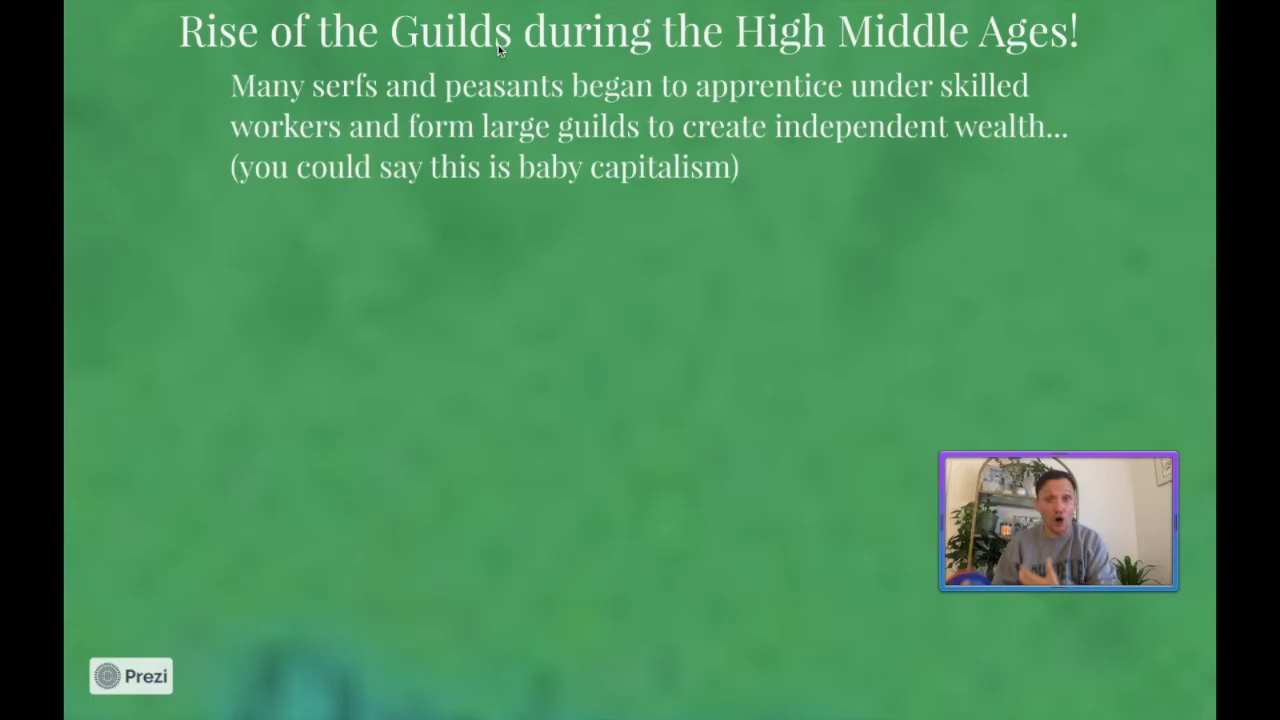 Rise of the Guilds during the High Middle Ages!
Many serfs and peasants began to apprentice under skilled
workers and form large guilds to create independent wealth...
(you could say this is baby capitalism)
Prezi